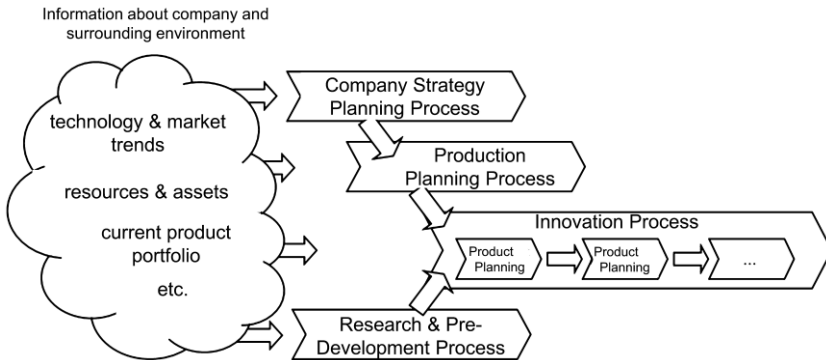 Information about company and
surrounding environment
technology & market
trends
resources & assets
current product
portfolio
etc.
Company Strategy
Planning Process
Production
Planning Process
Innovation Process
Product
Planning
Product
Planning
...
Research & Pre-
Development Process